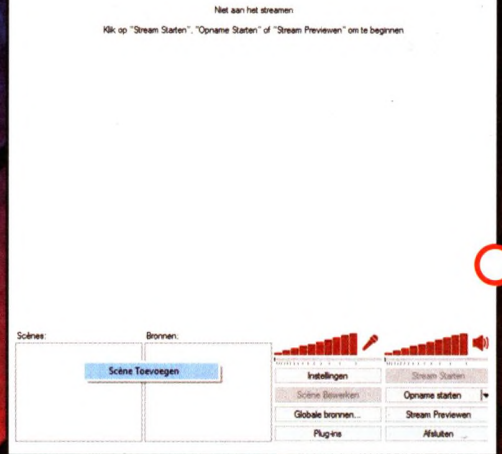 Niet aan het streamen
Klik op "Stream Starten", "Opname Starten" of "Stream Previewen" om te beginnen
Scènes:
Bronnen:
Scène Toevoegen
Instellingen
Stream Starten
Scène Bewerken
Opname starten
Globale bronnen...
Stream Previewen
Plug-ins
Afsluiten